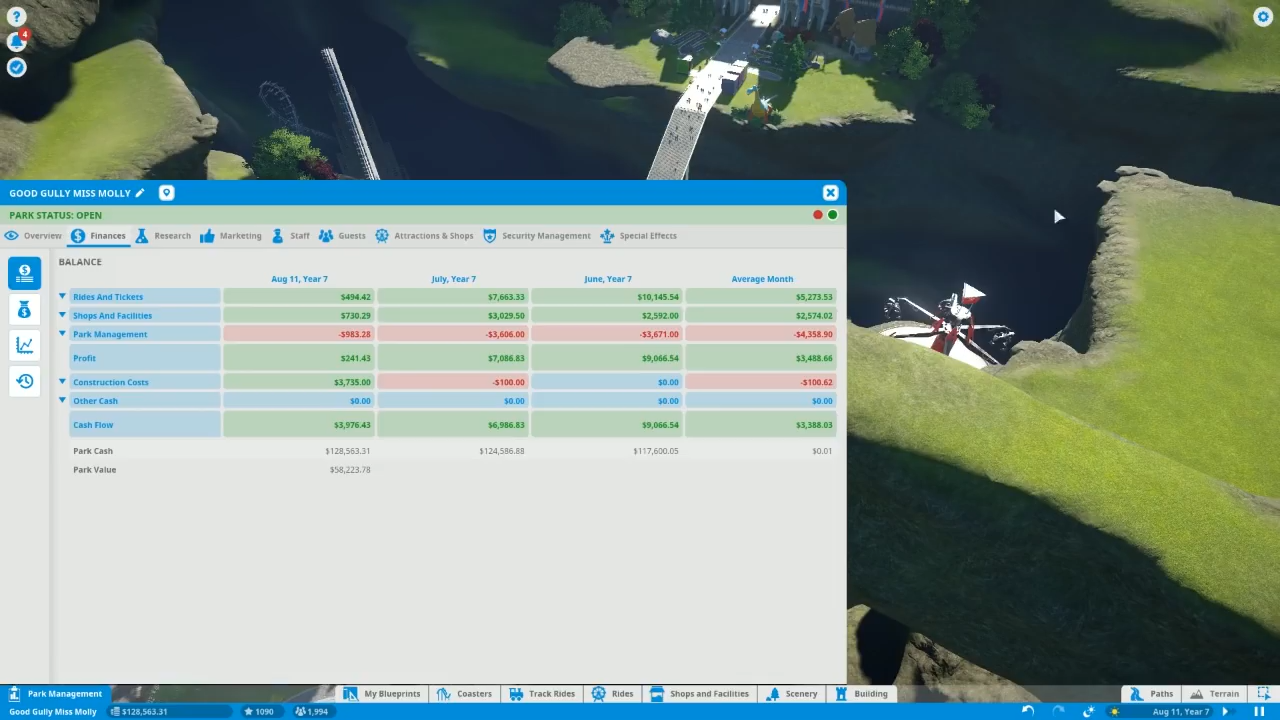 4
GOOD GULLY MISS MOLLY
PARK STATUS: OPEN
Overview Finances Research Marketing Staff Guests Attractions & Shops Security Management Special Effects
BALANCE
Aug 11, Year 7 July, Year 7 June, Year 7 Average Month
Rides And Tickets $494.42 $7,663.33 $10,145.54 $5,273.53
Shops And Facilities $730.29 $3,029.50 $2,592.00 $2,574.02
Park Management -$983.28 -$3,606.00 -$3,671.00 -$4,358.90
Profit $241.43 $7,086.83 $9,066.54 $3,488.66
Construction Costs $3,735.00 -$100.00 $0.00 -$100.62
Other Cash $0.00 $0.00 $0.00 $0.00
Cash Flow $3,976.43 $6,986.83 $9,066.54 $3,388.03
Park Cash $128,563.31 $124,586.88 $117,600.05 $0.01
Park Value $58,223.78
Park Management My Blueprints Coasters Track Rides Rides Shops and Facilities Scenery Building Paths Terrain
Good Gully Miss Molly $128,563.31 1090 1,994 Aug 11, Year 7